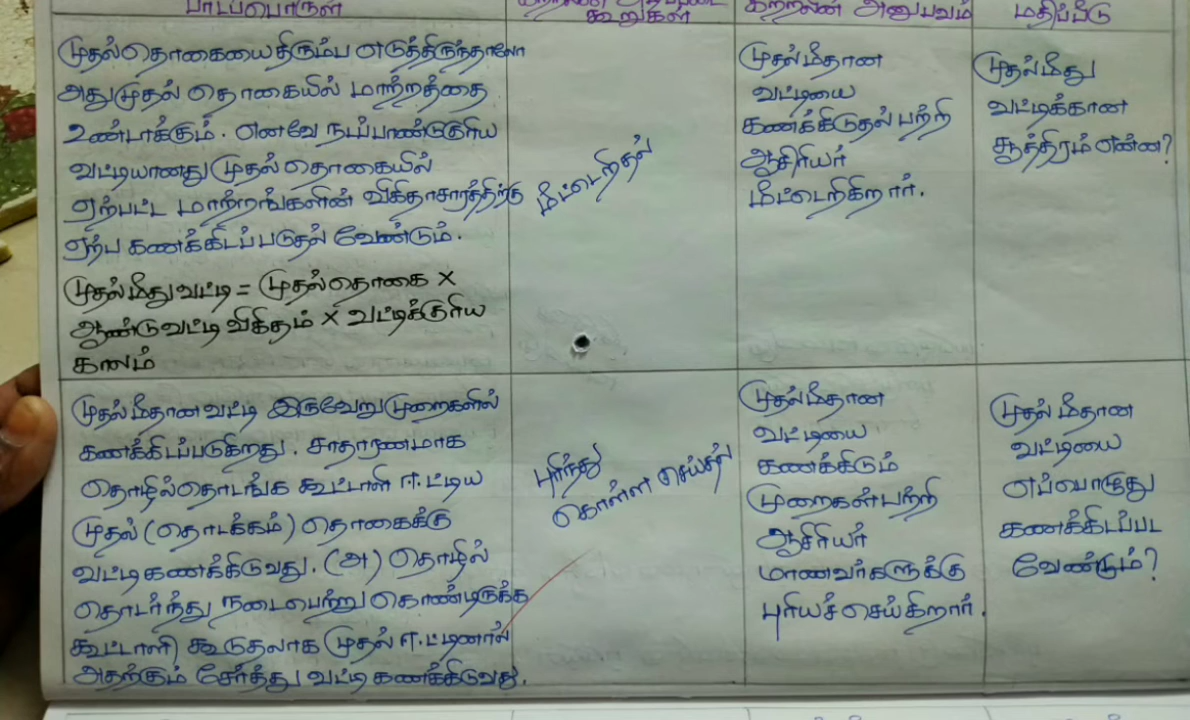 பாடப்பொருள்
கூறுகள்
கற்றலின் அனுபவம்
மதிப்பீடு
முதல்தொகையை திரும்ப எடுத்திருந்தாலோ
அது முதல் தொகையில் மாற்றத்தை
உண்டாக்கும். எனவே நடப்பாண்டுகுரிய
வட்டியானது முதல் தொகையில்
ஏற்பட்ட மாற்றங்களின் விகிதாசாரத்திற்கு
ஏற்ப கணக்கிடப்படுதல் வேண்டும்.
முதல்மீது வட்டி = முதல்தொகை X
ஆண்டுவட்டி விகிதம் X வட்டிக்குரிய
காலம்
மீட்டெறிதல்
முதல்மீதான
வட்டியை
கணக்கிடுதல் பற்றி
ஆசிரியர்
மீட்டெறிகிறார்.
முதல்மீது
வட்டிக்கான
சூத்திரம் என்ன?
முதல்மீதான வட்டி இருவேறு முறைகளில்
கணக்கிடப்படுகிறது. சாதாரணமாக
தொழில்தொடங்க கூட்டாளி ஈட்டிய
முதல் (தொடக்கம்) தொகைக்கு
வட்டி கணக்கிடுவது. (அ) தொழில்
தொடர்ந்து நடைபெற்று கொண்டிருக்க
கூட்டாளி கூடுதலாக முதல் ஈட்டினால்
அதற்கும் சேர்த்து வட்டி கணக்கிடுவது.
புரிந்து
கொள்ள செய்தல்
முதல்மீதான
வட்டியை
கணக்கிடும்
முறைகள் பற்றி
ஆசிரியர்
மாணவர்களுக்கு
புரியச் செய்கிறார்.
முதல் மீதான
வட்டியை
எப்பொழுது
கணக்கிடப்பட
வேண்டும்?